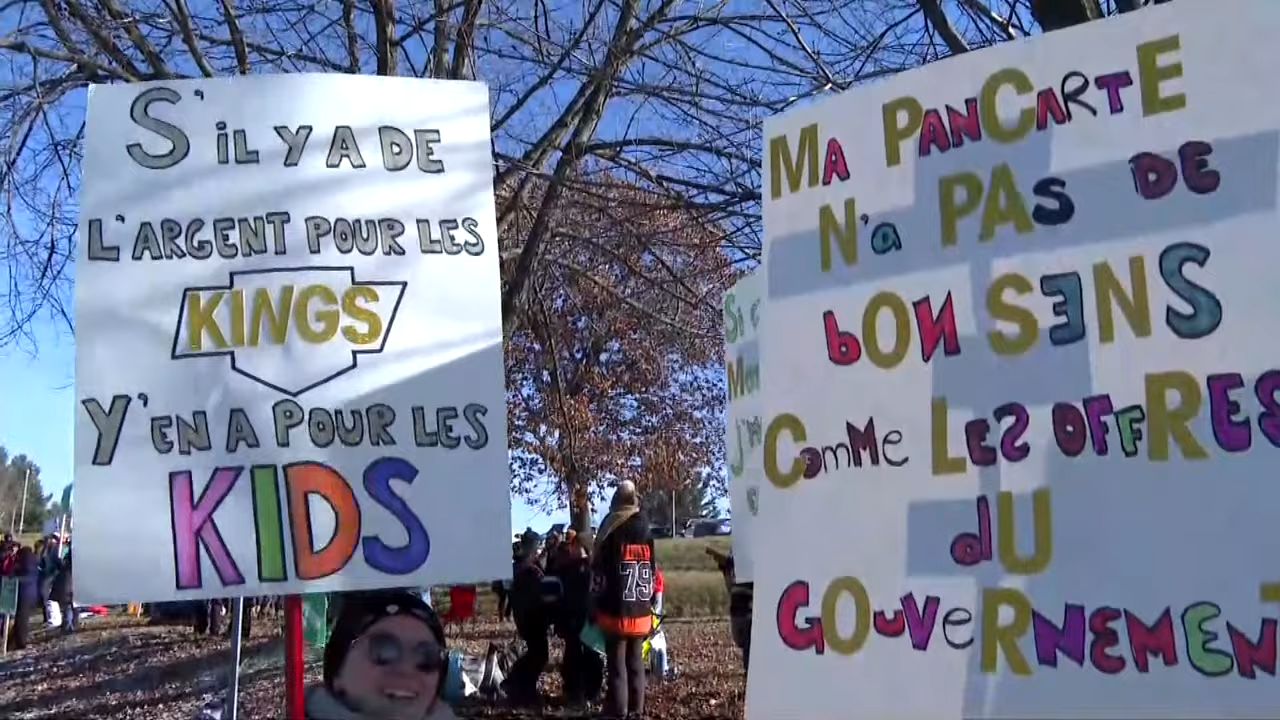 S'IL Y A DE
L'ARGENT POUR LES
KINGS
Y'EN A POUR LES
KIDS
MA PANCARTE
N'a PAS DE
bON SENS
Comme LES OFFRES
dU
GOuVeRNEMENT
79